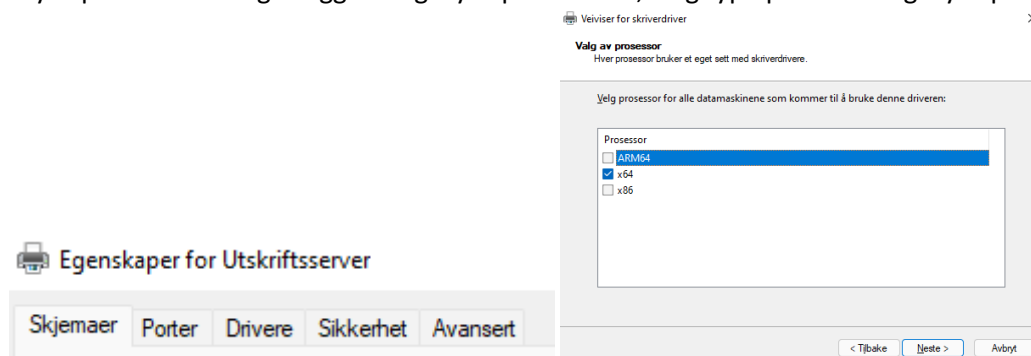 Veiviser for skriverdriver
Valg av prosessor
Hver prosessor bruker et eget sett med skriverdrivere.
Velg prosessor for alle datamaskinene som kommer til å bruke denne driveren:
Prosessor
ARM64
x64
x86
< Tilbake Neste > Avbryt
Egenskaper for Utskriftsserver
Skjemaer Porter Drivere Sikkerhet Avansert